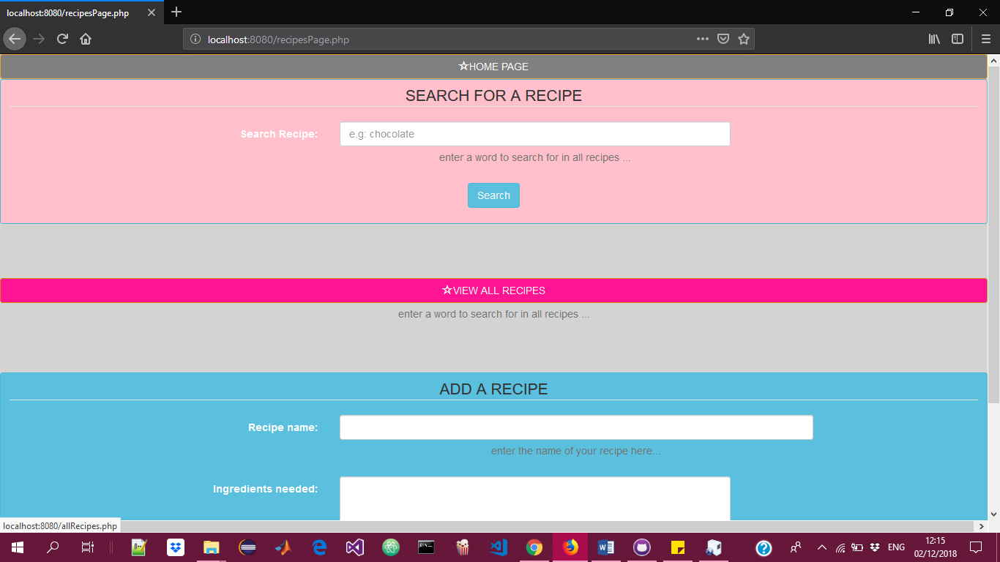 localhost:8080/recipesPage.php
localhost:8080/recipesPage.php
☆HOME PAGE
SEARCH FOR A RECIPE
Search Recipe:
e.g: chocolate
enter a word to search for in all recipes ...
Search
☆VIEW ALL RECIPES
enter a word to search for in all recipes ...
ADD A RECIPE
Recipe name:
enter the name of your recipe here...
Ingredients needed:
localhost:8080/allRecipes.php
ENG
12:15
02/12/2018